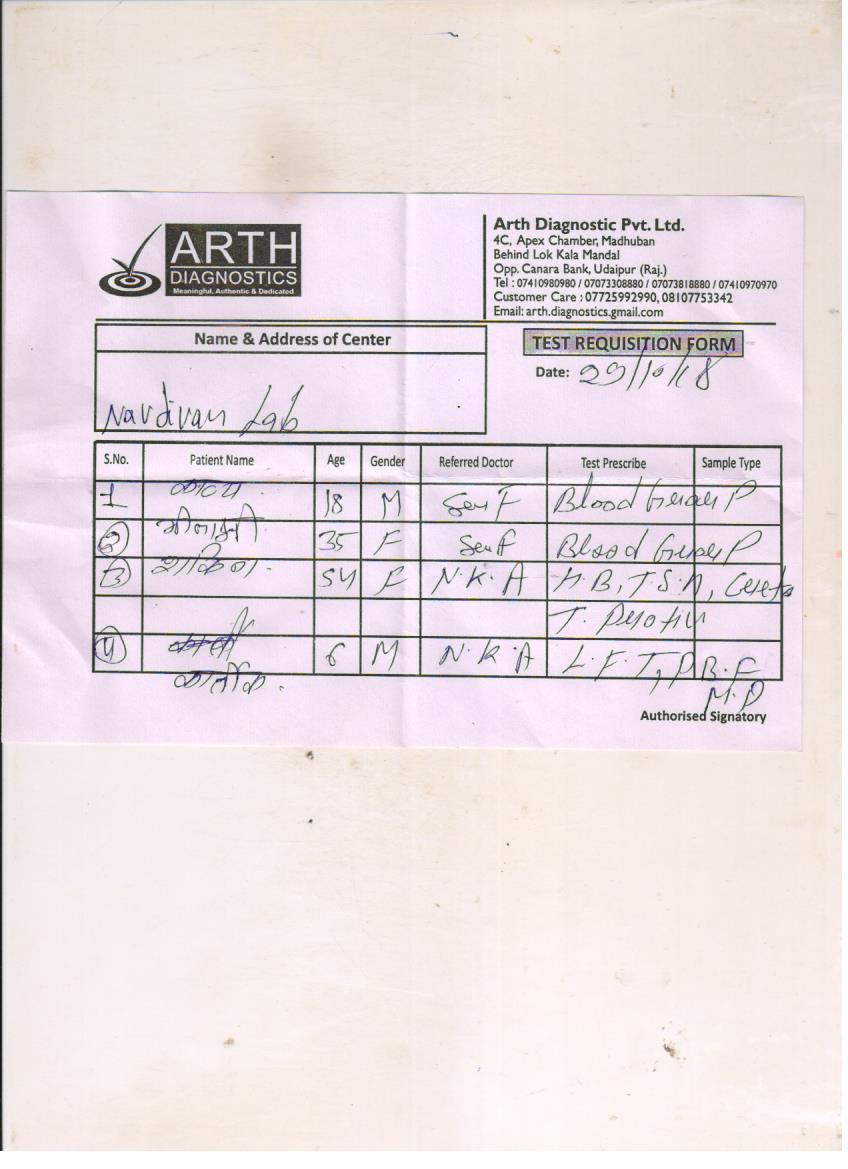 ARTH
DIAGNOSTICS
Meaningful, Authentic & Dedicated
Arth Diagnostic Pvt. Ltd.
4C, Apex Chamber, Madhuban
Behind Lok Kala Mandal
Opp. Canara Bank, Udaipur (Raj.)
Tel : 07410980980 / 07073308880 / 07073818880 / 07410970970
Customer Care : 07725992990, 08107753342
Email: arth.diagnostics.gmail.com
Name & Address of Center
TEST REQUISITION FORM
Date: 29/10/18
Navdivan Lab
S.No. Patient Name Age Gender Referred Doctor Test Prescribe Sample Type
1 18 M Self Blood
2 35 F Self Blood
3 54 F N.K.A H.B, T.S.H,
T.
4 6 M N.K.A L.F.T, P.B.F
कार्तिक . M.P
Authorised Signatory